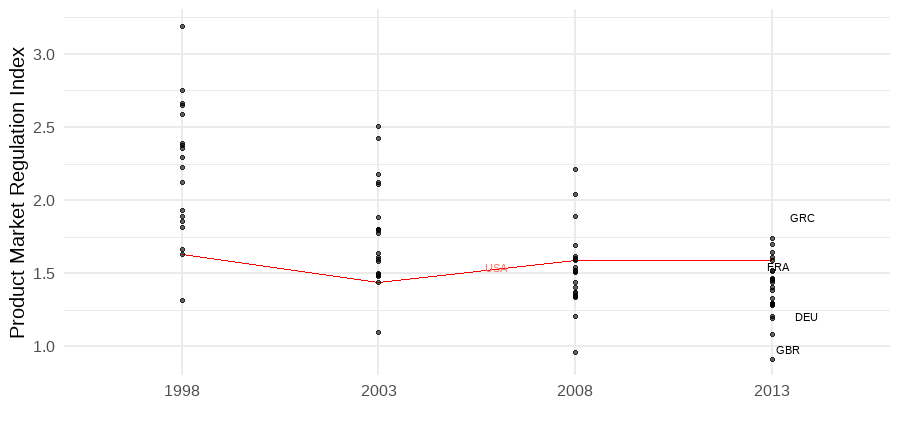 Product Market Regulation Index
3.0
2.5
2.0
1.5
1.0
GRC
USA
FRA
DEU
GBR
1998 2003 2008 2013